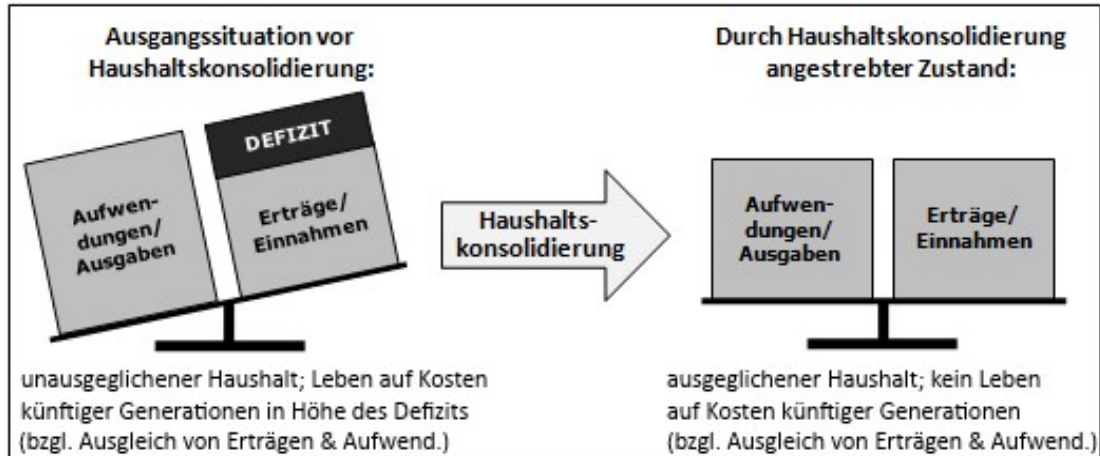 Ausgangssituation vor
Haushaltskonsolidierung:
DEFIZIT
Aufwen-
dungen/
Ausgaben
Erträge/
Einnahmen
unausgeglichener Haushalt; Leben auf Kosten
künftiger Generationen in Höhe des Defizits
(bzgl. Ausgleich von Erträgen & Aufwend.)
Haushalts-
konsolidierung
Durch Haushaltskonsolidierung
angestrebter Zustand:
Aufwen-
dungen/
Ausgaben
Erträge/
Einnahmen
ausgeglichener Haushalt; kein Leben
auf Kosten künftiger Generationen
(bzgl. Ausgleich von Erträgen & Aufwend.)